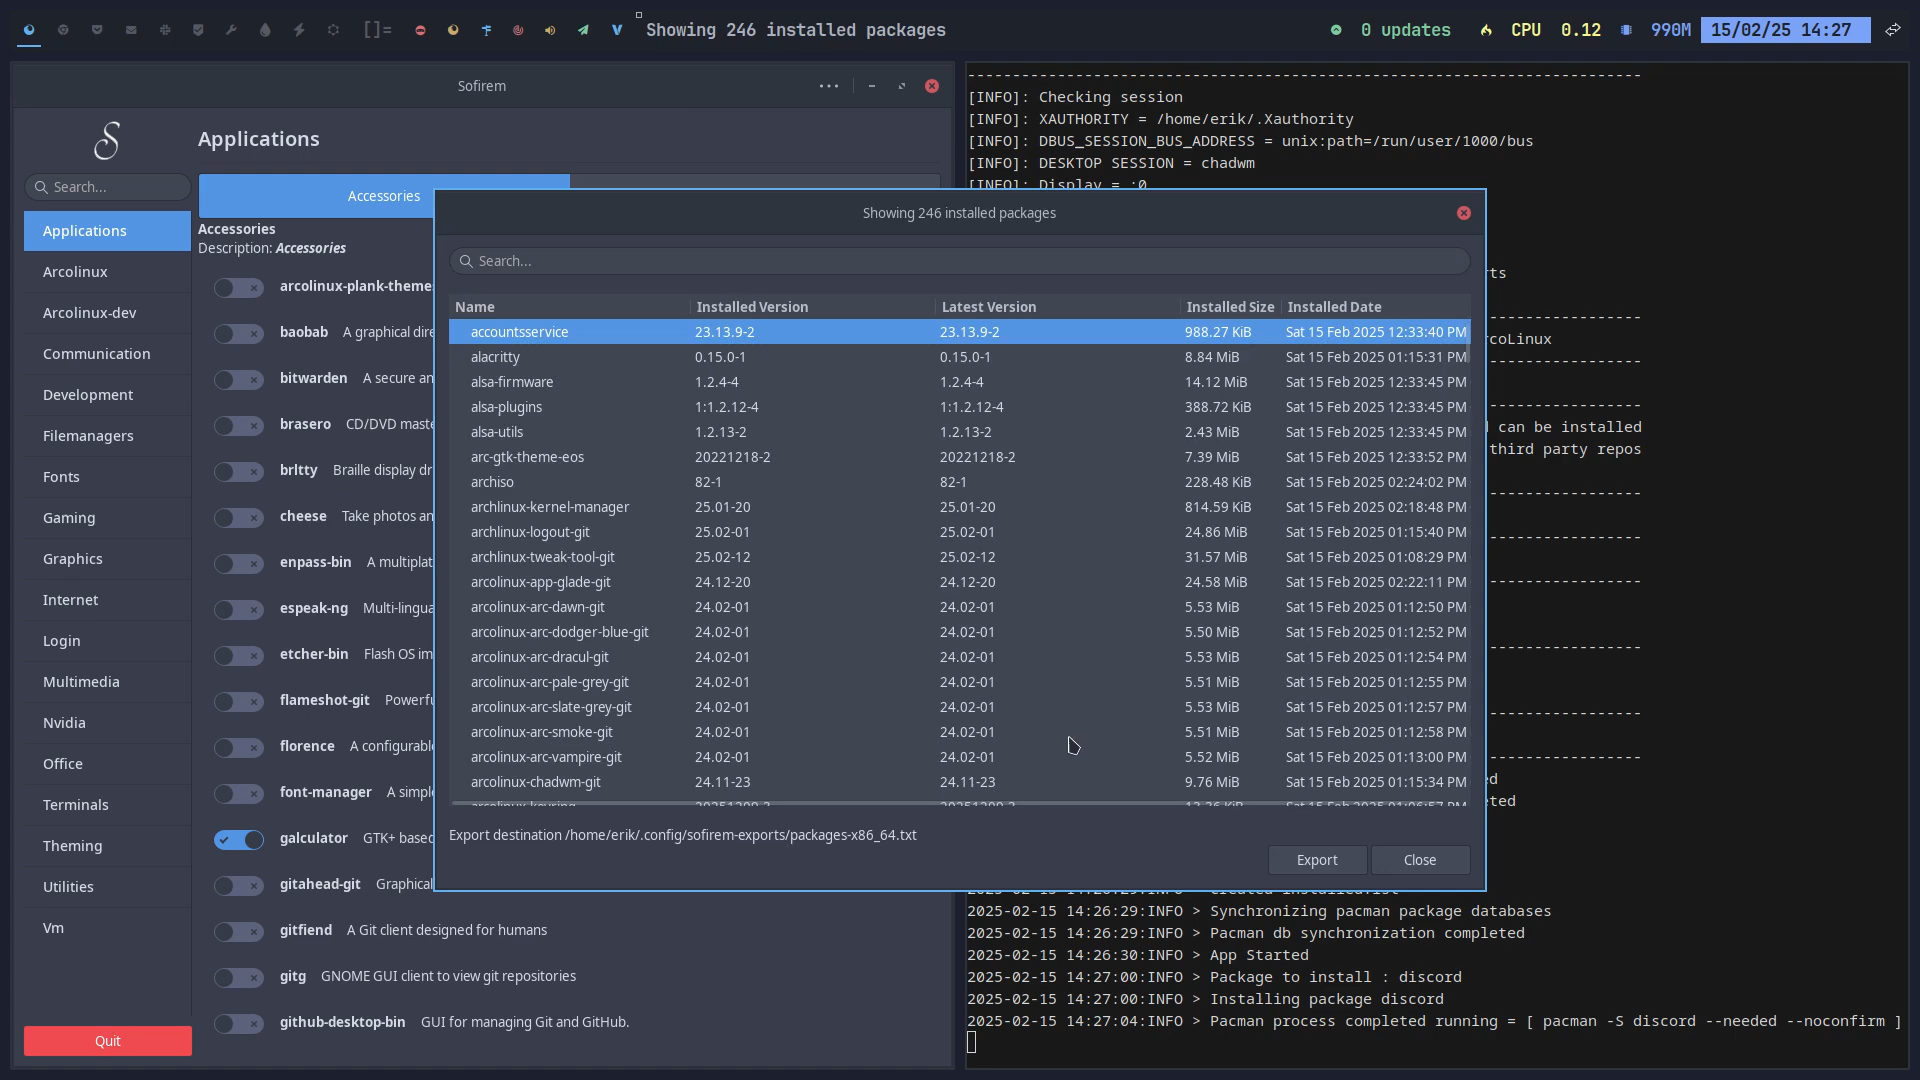 []=
Showing 246 installed packages
0 updates
CPU 0.12
990M
15/02/25 14:27
Sofirem
Applications
Search...
Applications
Arcolinux
Arcolinux-dev
Communication
Development
Filemanagers
Fonts
Gaming
Graphics
Internet
Login
Multimedia
Nvidia
Office
Terminals
Theming
Utilities
Vm
Quit
Accessories
Accessories
Description: Accessories
arcolinux-plank-theme
baobab A graphical dire
bitwarden A secure an
brasero CD/DVD maste
brltty Braille display dr
cheese Take photos an
enpass-bin A multiplat
espeak-ng Multi-lingua
etcher-bin Flash OS im
flameshot-git Powerfu
florence A configurabl
font-manager A simpl
galculator GTK+ based
gitahead-git Graphical
gitfiend A Git client designed for humans
gitg GNOME GUI client to view git repositories
github-desktop-bin GUI for managing Git and GitHub.
Showing 246 installed packages
Search...
Name Installed Version Latest Version Installed Size Installed Date
accountsservice 23.13.9-2 23.13.9-2 988.27 KiB Sat 15 Feb 2025 12:33:40 PM
alacritty 0.15.0-1 0.15.0-1 8.84 MiB Sat 15 Feb 2025 01:15:31 PM
alsa-firmware 1.2.4-4 1.2.4-4 14.12 MiB Sat 15 Feb 2025 12:33:45 PM
alsa-plugins 1:1.2.12-4 1:1.2.12-4 388.72 KiB Sat 15 Feb 2025 12:33:45 PM
alsa-utils 1.2.13-2 1.2.13-2 2.43 MiB Sat 15 Feb 2025 12:33:45 PM
arc-gtk-theme-eos 20221218-2 20221218-2 7.39 MiB Sat 15 Feb 2025 12:33:52 PM
archiso 82-1 82-1 228.48 KiB Sat 15 Feb 2025 02:24:02 PM
archlinux-kernel-manager 25.01-20 25.01-20 814.59 KiB Sat 15 Feb 2025 02:18:48 PM
archlinux-logout-git 25.02-01 25.02-01 24.86 MiB Sat 15 Feb 2025 01:15:40 PM
archlinux-tweak-tool-git 25.02-12 25.02-12 31.57 MiB Sat 15 Feb 2025 01:08:29 PM
arcolinux-app-glade-git 24.12-20 24.12-20 24.58 MiB Sat 15 Feb 2025 02:22:11 PM
arcolinux-arc-dawn-git 24.02-01 24.02-01 5.53 MiB Sat 15 Feb 2025 01:12:50 PM
arcolinux-arc-dodger-blue-git 24.02-01 24.02-01 5.50 MiB Sat 15 Feb 2025 01:12:52 PM
arcolinux-arc-dracul-git 24.02-01 24.02-01 5.53 MiB Sat 15 Feb 2025 01:12:54 PM
arcolinux-arc-pale-grey-git 24.02-01 24.02-01 5.51 MiB Sat 15 Feb 2025 01:12:55 PM
arcolinux-arc-slate-grey-git 24.02-01 24.02-01 5.53 MiB Sat 15 Feb 2025 01:12:57 PM
arcolinux-arc-smoke-git 24.02-01 24.02-01 5.51 MiB Sat 15 Feb 2025 01:12:58 PM
arcolinux-arc-vampire-git 24.02-01 24.02-01 5.52 MiB Sat 15 Feb 2025 01:13:00 PM
arcolinux-chadwm-git 24.11-23 24.11-23 9.76 MiB Sat 15 Feb 2025 01:15:34 PM
Export destination /home/erik/.config/sofirem-exports/packages-x86_64.txt
Export
Close
---------------------------------------------------------------------------
[INFO]: Checking session
[INFO]: XAUTHORITY = /home/erik/.Xauthority
[INFO]: DBUS_SESSION_BUS_ADDRESS = unix:path=/run/user/1000/bus
[INFO]: DESKTOP SESSION = chadwm
[INFO]: Display = :0
rts
-----------------
rcoLinux
-----------------
-----------------
can be installed
third party repos
-----------------
-----------------
-----------------
-----------------
-----------------
-----------------
ed
eted
2025-02-15 14:26:29:INFO > Synchronizing pacman package databases
2025-02-15 14:26:29:INFO > Pacman db synchronization completed
2025-02-15 14:26:30:INFO > App Started
2025-02-15 14:27:00:INFO > Package to install : discord
2025-02-15 14:27:00:INFO > Installing package discord
2025-02-15 14:27:04:INFO > Pacman process completed running = [ pacman -S discord --needed --noconfirm ]